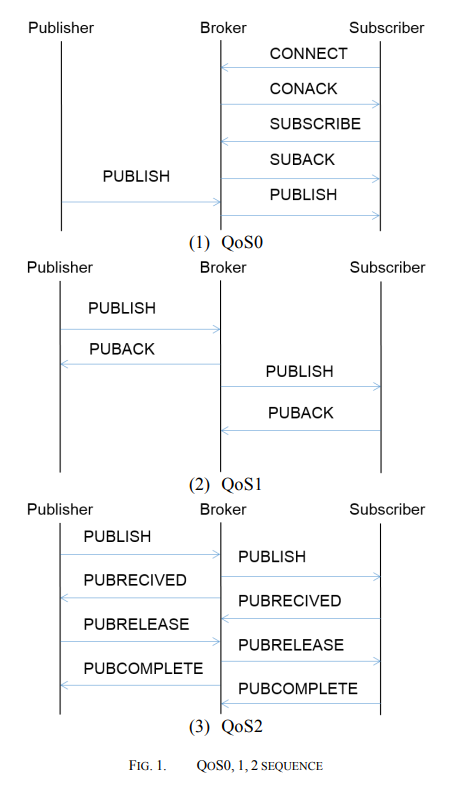 Publisher Broker Subscriber
CONNECT
CONACK
SUBSCRIBE
SUBACK
PUBLISH
PUBLISH
(1) QoS0
Publisher Broker Subscriber
PUBLISH
PUBACK
PUBLISH
PUBACK
(2) QoS1
Publisher Broker Subscriber
PUBLISH
PUBLISH
PUBRECIVED
PUBRECIVED
PUBRELEASE
PUBRELEASE
PUBCOMPLETE
PUBCOMPLETE
(3) QoS2
FIG. 1. QOS0, 1, 2 SEQUENCE